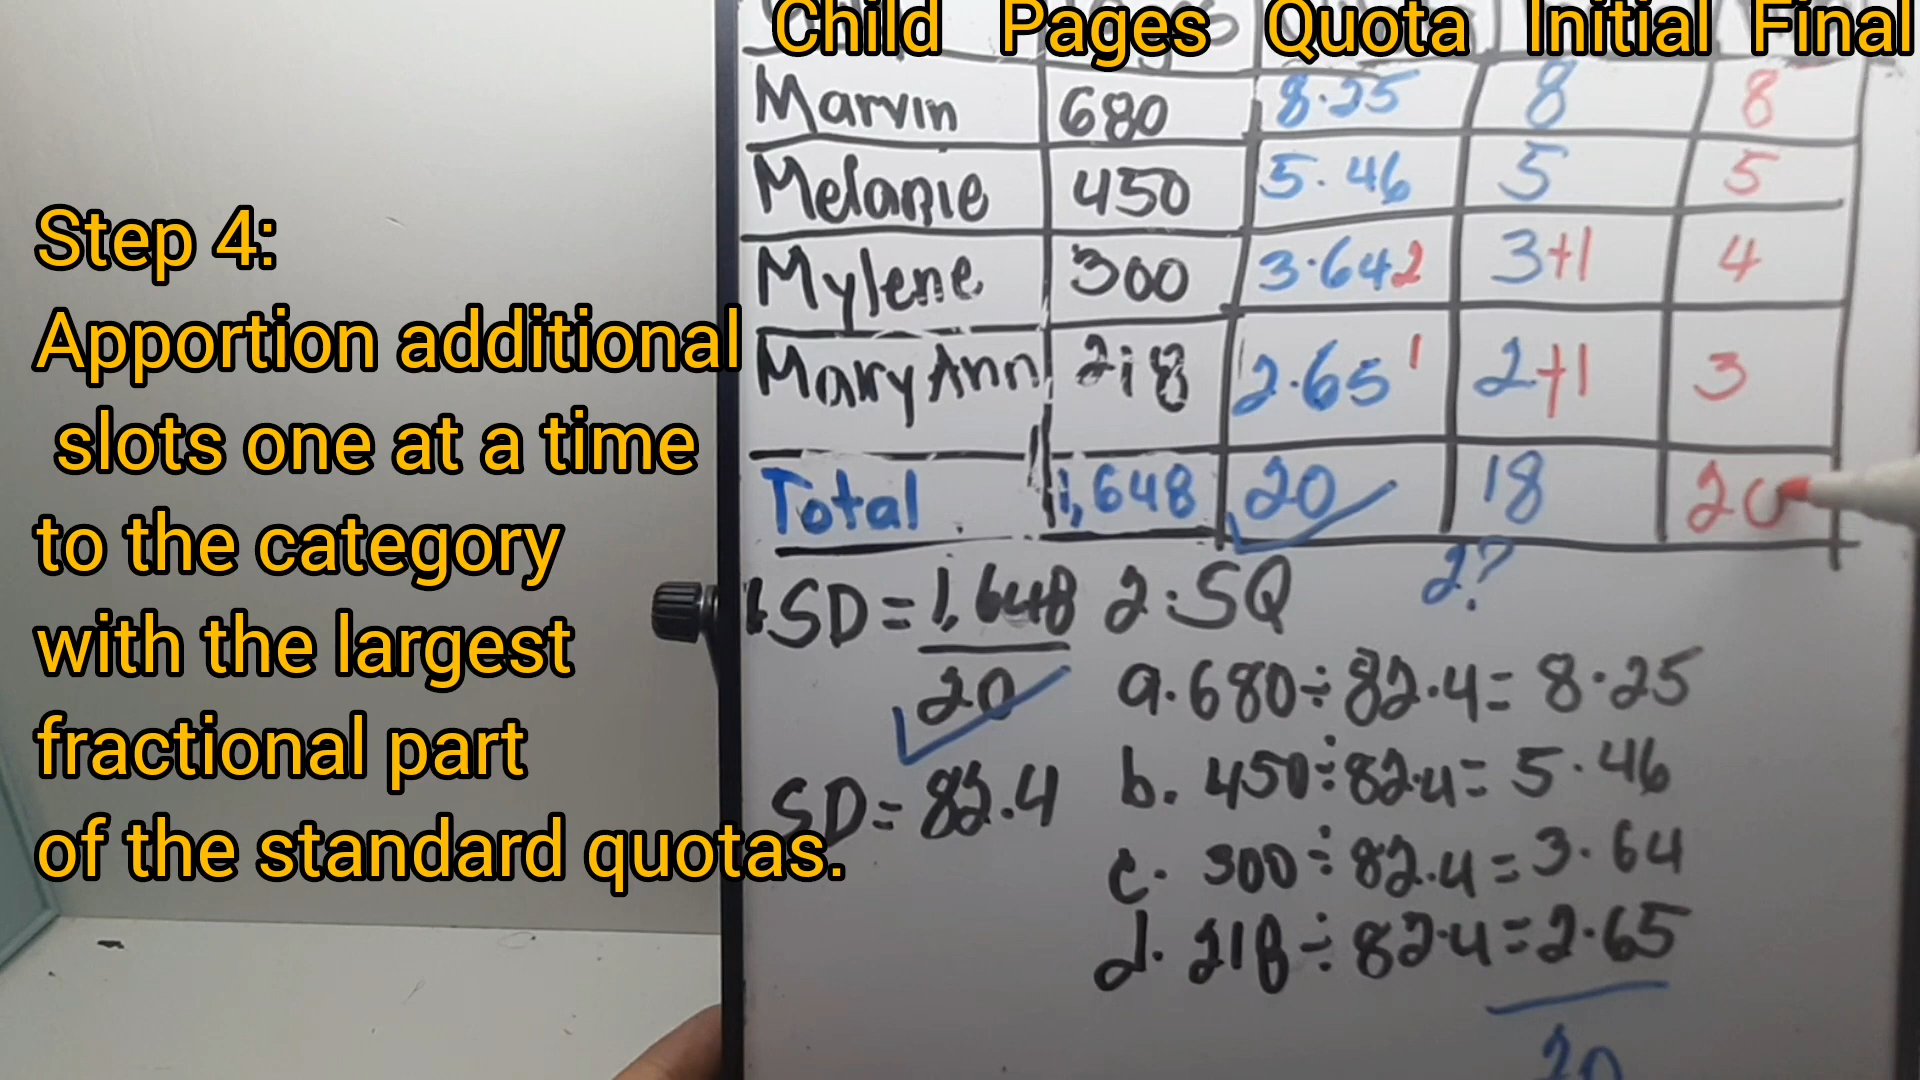 Child Pages Quota Initial Final
Marvin 680 8.25 8 8
Melanie 450 5.46 5 5
Mylene 300 3.64 2 3+1 4
Mary Ann 218 2.65 1 2+1 3
Total 1,648 20 18 20
2?
Step 4:
Apportion additional
slots one at a time
to the category
with the largest
fractional part
of the standard quotas.
1. SD = 1,648
20
SD = 82.4
2. SQ
a. 680 ÷ 82.4 = 8.25
b. 450 ÷ 82.4 = 5.46
c. 300 ÷ 82.4 = 3.64
d. 218 ÷ 82.4 = 2.65
20